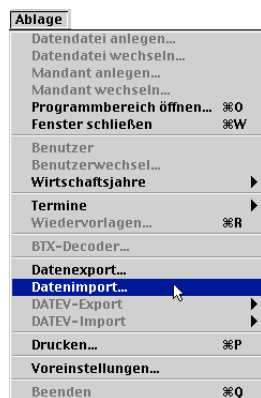 Ablage
Datendatei anlegen...
Datendatei wechseln...
Mandant anlegen...
Mandant wechseln...
Programmbereich öffnen... ⌘O
Fenster schließen ⌘W
Benutzer
Benutzerwechsel...
Wirtschaftsjahre
Termine
Wiedervorlagen... ⌘R
BTX-Decoder...
Datenexport...
Datenimport...
DATEV-Export
DATEV-Import
Drucken... ⌘P
Voreinstellungen...
Beenden ⌘Q